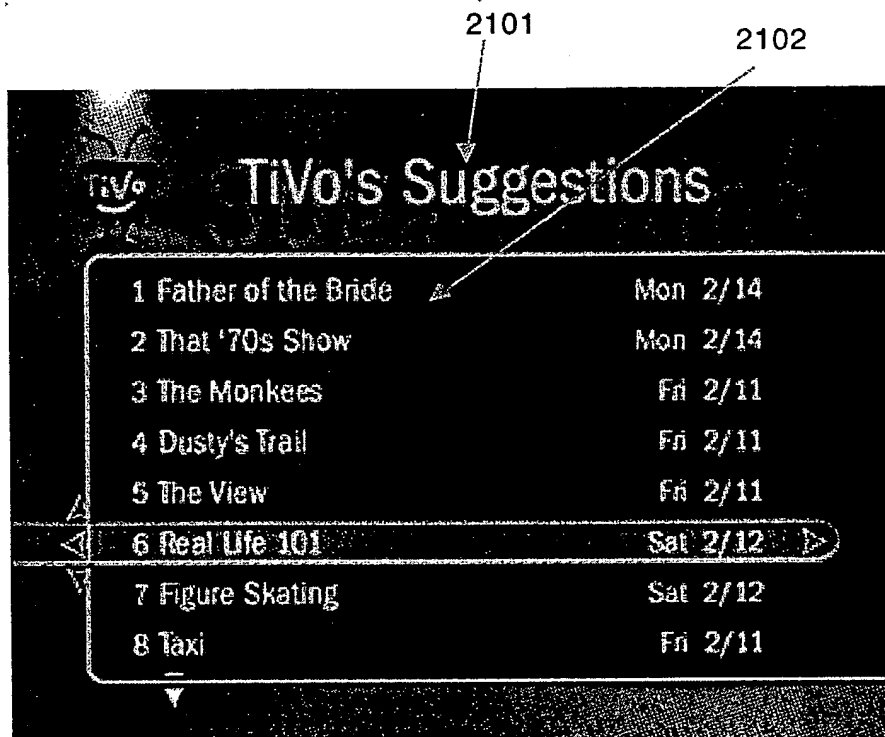 2101
2102
TiVo
TiVo's Suggestions
1 Father of the Bride Mon 2/14
2 That '70s Show Mon 2/14
3 The Monkees Fri 2/11
4 Dusty's Trail Fri 2/11
5 The View Fri 2/11
6 Real Life 101 Sat 2/12
7 Figure Skating Sat 2/12
8 Taxi Fri 2/11